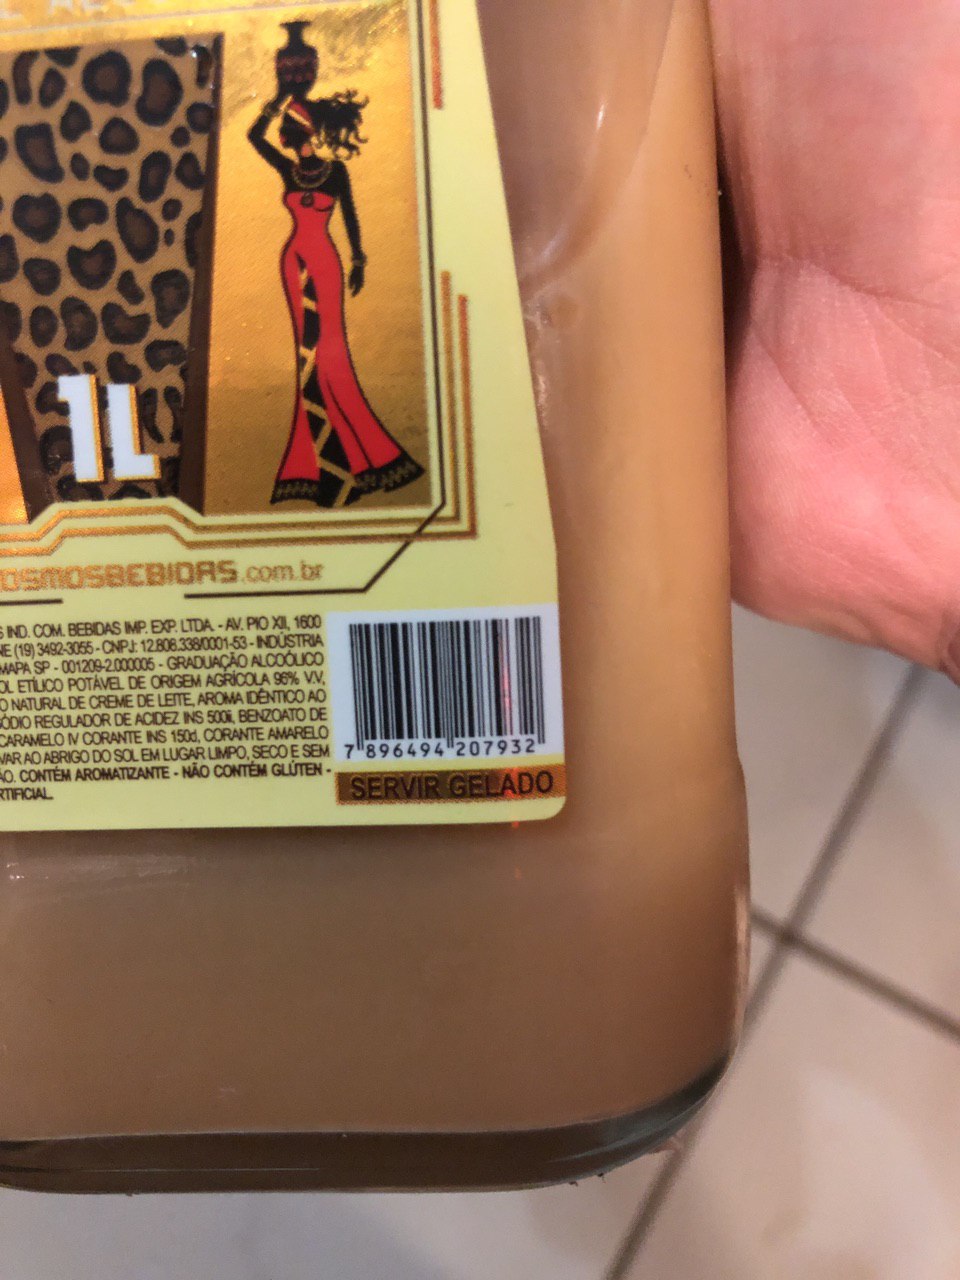 1L
OSMOSBEBIDAS.com.br
IND. COM. BEBIDAS IMP. EXP. LTDA. - AV. PIO XII, 1600
NE (19) 3492-3055 - CNPJ: 12.806.338/0001-53 - INDÚSTRIA
MAPA SP - 001209-2.000005 - GRADUAÇÃO ALCOÓLICO
OL ETÍLICO POTÁVEL DE ORIGEM AGRÍCOLA 96% V.V,
O NATURAL DE CREME DE LEITE, AROMA IDÊNTICO AO
SÓDIO REGULADOR DE ACIDEZ INS 500ii, BENZOATO DE
CARAMELO IV CORANTE INS 150d, CORANTE AMARELO
VAR AO ABRIGO DO SOL EM LUGAR LIMPO, SECO E SEM
ÃO. CONTÉM AROMATIZANTE - NÃO CONTÉM GLÚTEN -
RTIFICIAL.
7 896494 207932
SERVIR GELADO